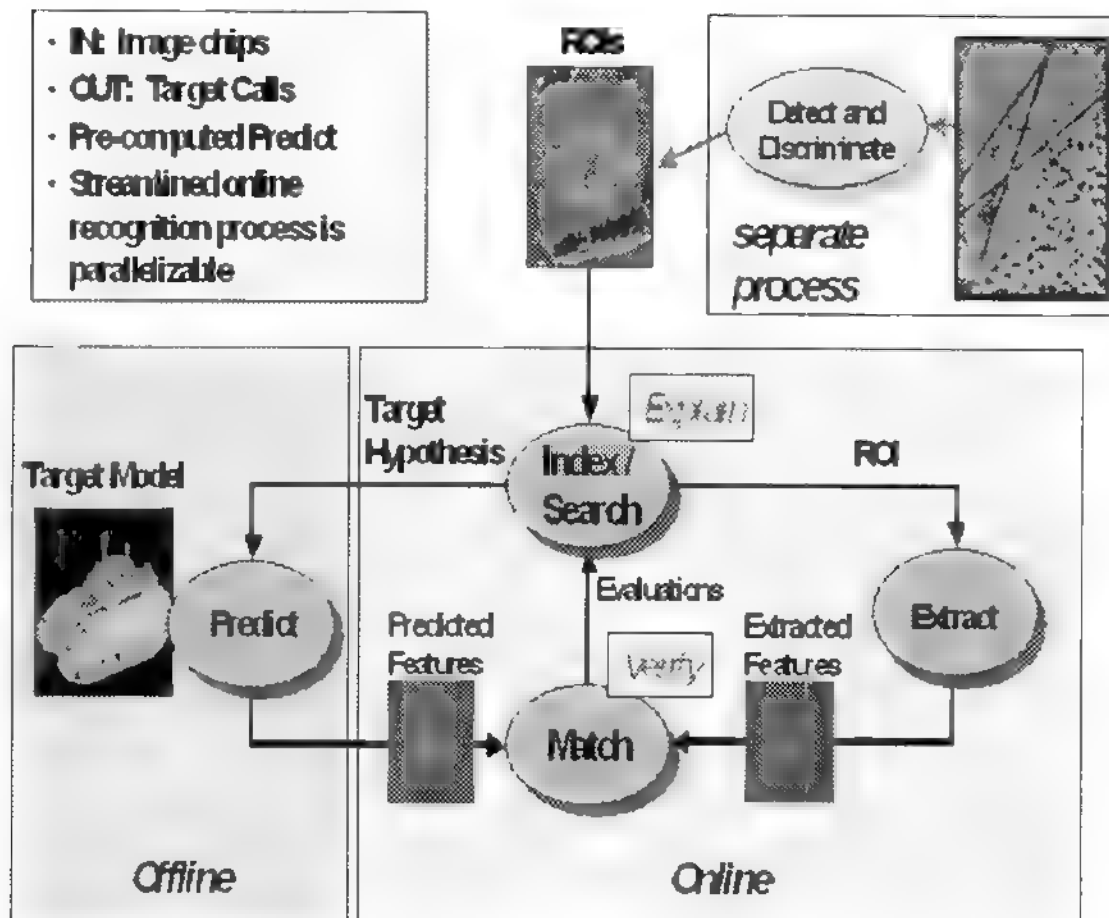 • IN: Image chips
• OUT: Target Calls
• Pre-computed Predict
• Streamlined online
recognition process is
parallelizable
ROIs
Detect and
Discriminate
separate
process
Target
Hypothesis
Explain
Index/
Search
ROI
Target Model
Predict
Evaluations
Extract
Predicted
Features
Verify
Extracted
Features
Match
Offline
Online